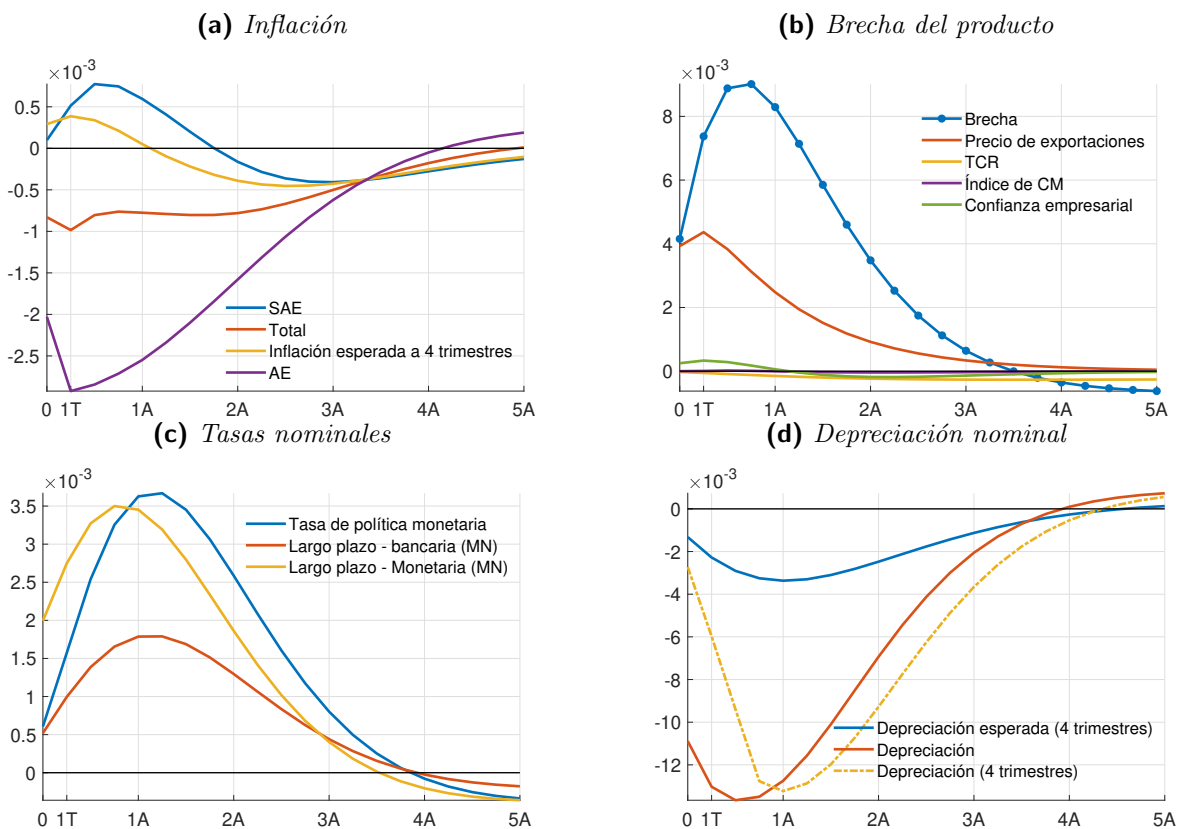 (a) Inflación
×10-3
0.5
0
-0.5
-1
-1.5
-2
-2.5
SAE
Total
Inflación esperada a 4 trimestres
AE
0 1T 1A 2A 3A 4A 5A
(b) Brecha del producto
×10-3
8
6
4
2
0
Brecha
Precio de exportaciones
TCR
Índice de CM
Confianza empresarial
0 1T 1A 2A 3A 4A 5A
(c) Tasas nominales
×10-3
3.5
3
2.5
2
1.5
1
0.5
0
Tasa de política monetaria
Largo plazo - bancaria (MN)
Largo plazo - Monetaria (MN)
0 1T 1A 2A 3A 4A 5A
(d) Depreciación nominal
×10-3
0
-2
-4
-6
-8
-10
-12
Depreciación esperada (4 trimestres)
Depreciación
Depreciación (4 trimestres)
0 1T 1A 2A 3A 4A 5A